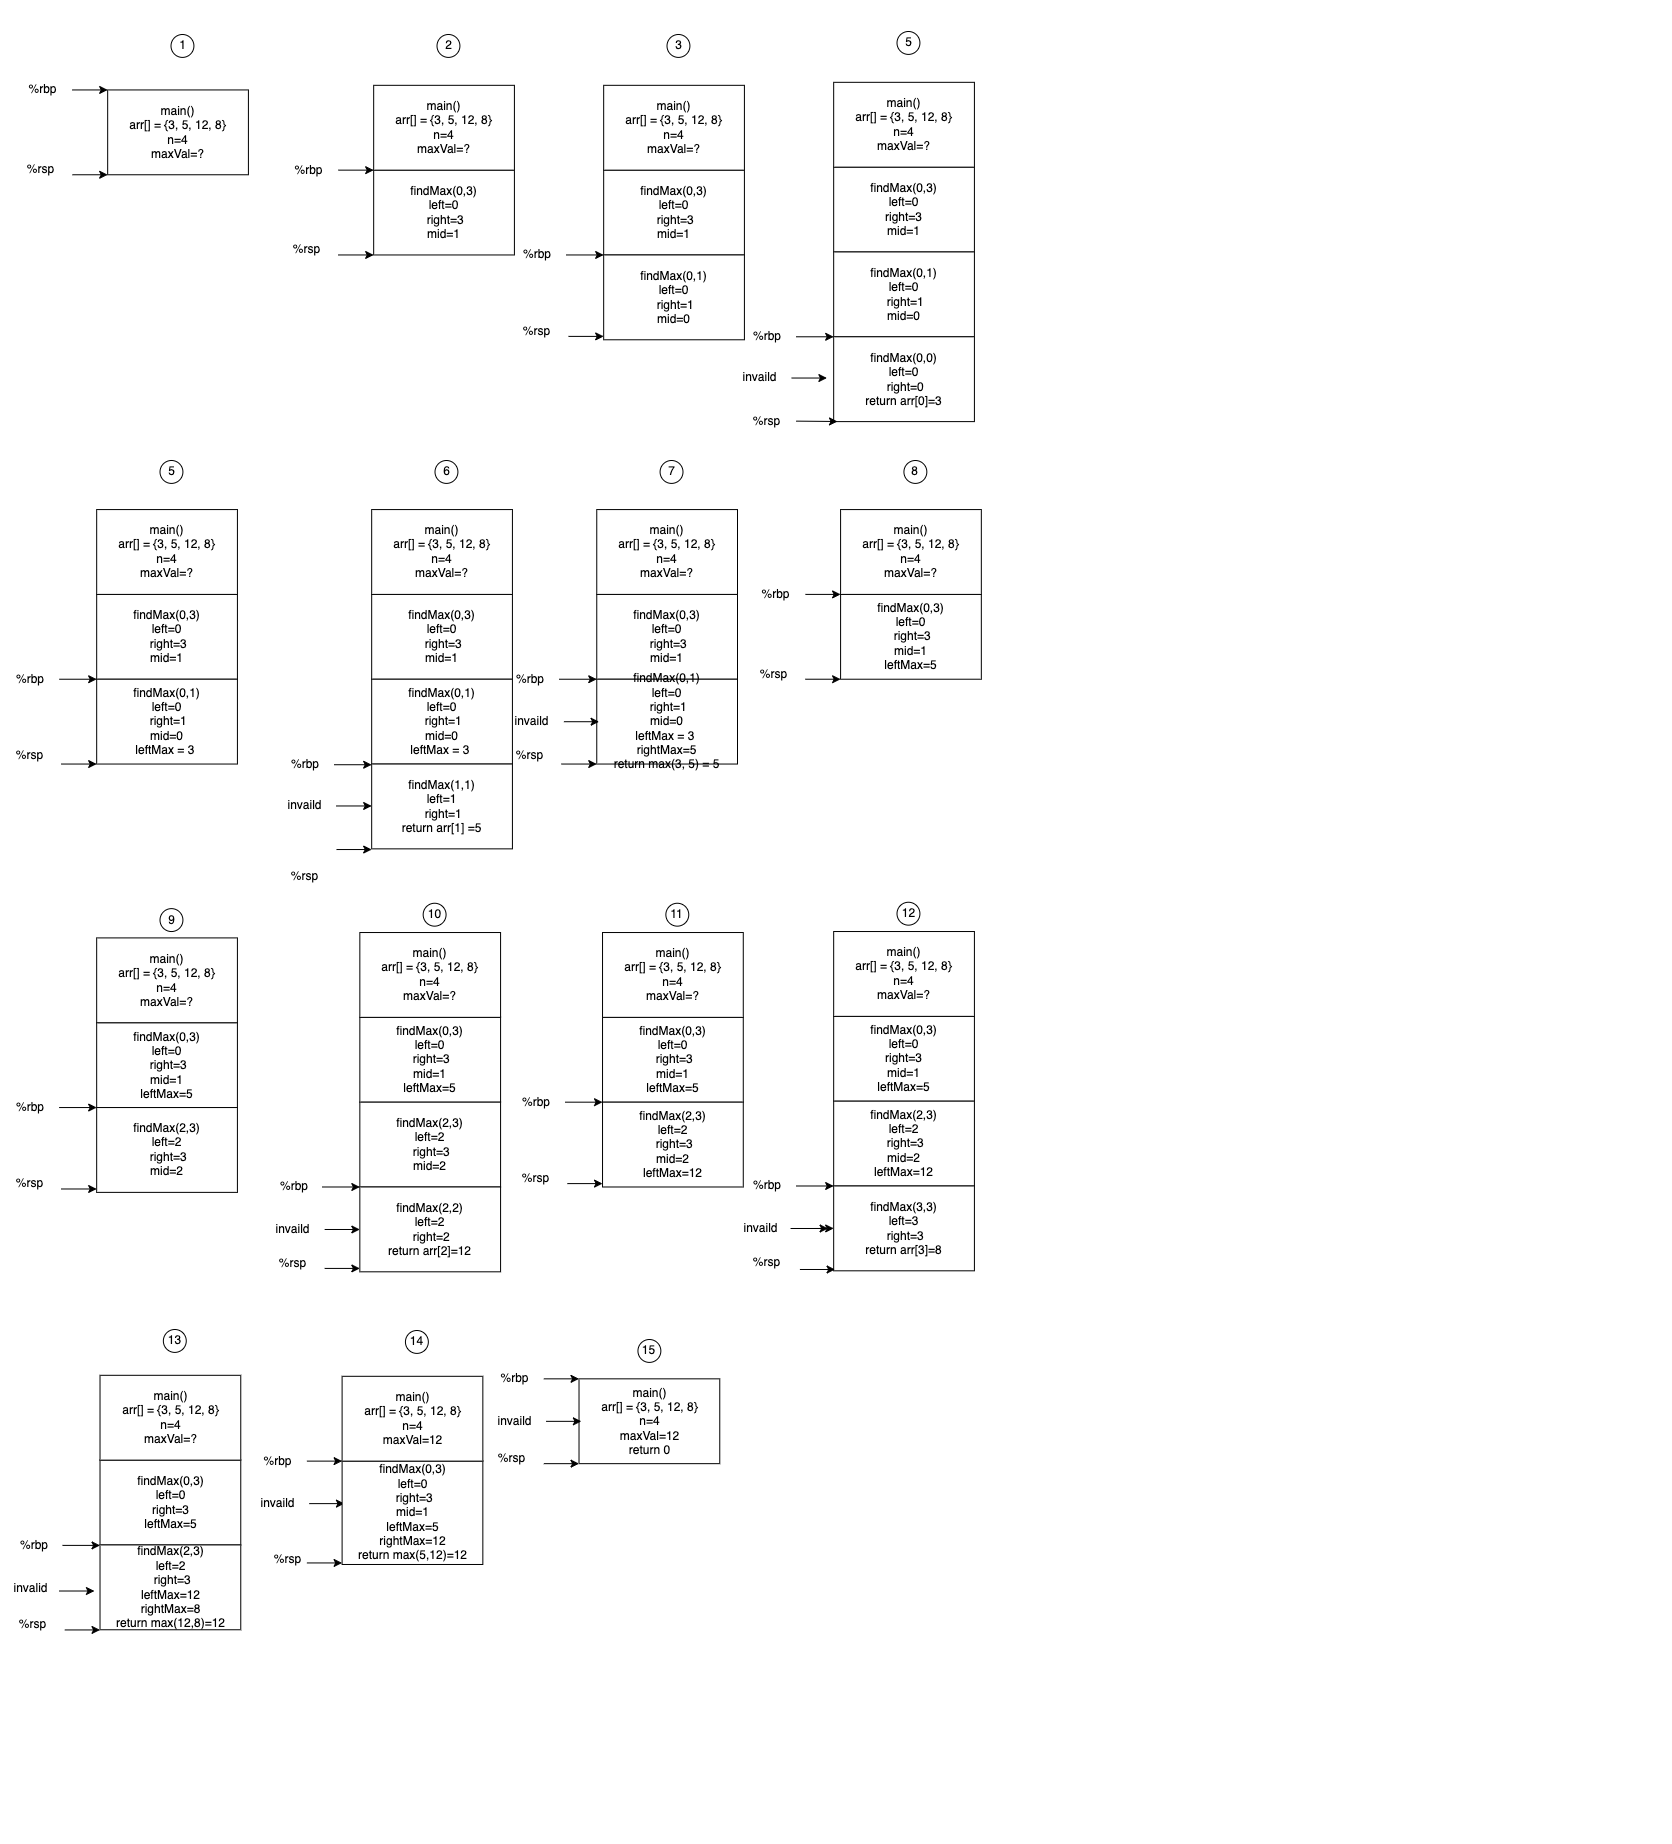 1
%rbp
main()
arr[] = {3, 5, 12, 8}
n=4
maxVal=?
%rsp
2
main()
arr[] = {3, 5, 12, 8}
n=4
maxVal=?
%rbp
findMax(0,3)
left=0
right=3
mid=1
%rsp
3
main()
arr[] = {3, 5, 12, 8}
n=4
maxVal=?
findMax(0,3)
left=0
right=3
mid=1
%rbp
findMax(0,1)
left=0
right=1
mid=0
%rsp
5
main()
arr[] = {3, 5, 12, 8}
n=4
maxVal=?
findMax(0,3)
left=0
right=3
mid=1
findMax(0,1)
left=0
right=1
mid=0
%rbp
findMax(0,0)
left=0
invaild
right=0
return arr[0]=3
%rsp
5
main()
arr[] = {3, 5, 12, 8}
n=4
maxVal=?
findMax(0,3)
left=0
right=3
mid=1
%rbp
findMax(0,1)
left=0
right=1
mid=0
leftMax = 3
%rsp
6
main()
arr[] = {3, 5, 12, 8}
n=4
maxVal=?
findMax(0,3)
left=0
right=3
mid=1
findMax(0,1)
left=0
right=1
mid=0
leftMax = 3
%rbp
findMax(1,1)
left=1
invaild
right=1
return arr[1] =5
%rsp
7
main()
arr[] = {3, 5, 12, 8}
n=4
maxVal=?
findMax(0,3)
left=0
right=3
mid=1
%rbp
findMax(0,1)
left=0
right=1
invaild
mid=0
leftMax = 3
rightMax=5
%rsp
return max(3, 5) = 5
8
main()
arr[] = {3, 5, 12, 8}
n=4
maxVal=?
%rbp
findMax(0,3)
left=0
right=3
mid=1
leftMax=5
%rsp
9
main()
arr[] = {3, 5, 12, 8}
n=4
maxVal=?
findMax(0,3)
left=0
right=3
mid=1
leftMax=5
%rbp
findMax(2,3)
left=2
right=3
mid=2
%rsp
10
main()
arr[] = {3, 5, 12, 8}
n=4
maxVal=?
findMax(0,3)
left=0
right=3
mid=1
leftMax=5
findMax(2,3)
left=2
right=3
mid=2
%rbp
findMax(2,2)
left=2
invaild
right=2
return arr[2]=12
%rsp
11
main()
arr[] = {3, 5, 12, 8}
n=4
maxVal=?
findMax(0,3)
left=0
right=3
mid=1
leftMax=5
%rbp
findMax(2,3)
left=2
right=3
mid=2
leftMax=12
%rsp
12
main()
arr[] = {3, 5, 12, 8}
n=4
maxVal=?
findMax(0,3)
left=0
right=3
mid=1
leftMax=5
findMax(2,3)
left=2
right=3
mid=2
leftMax=12
%rbp
findMax(3,3)
left=3
invaild
right=3
return arr[3]=8
%rsp
13
main()
arr[] = {3, 5, 12, 8}
n=4
maxVal=?
findMax(0,3)
left=0
right=3
leftMax=5
%rbp
findMax(2,3)
left=2
right=3
invalid
leftMax=12
rightMax=8
return max(12,8)=12
%rsp
14
main()
arr[] = {3, 5, 12, 8}
n=4
maxVal=12
%rbp
findMax(0,3)
left=0
right=3
invaild
mid=1
leftMax=5
rightMax=12
return max(5,12)=12
%rsp
15
%rbp
main()
arr[] = {3, 5, 12, 8}
invaild
n=4
maxVal=12
return 0
%rsp